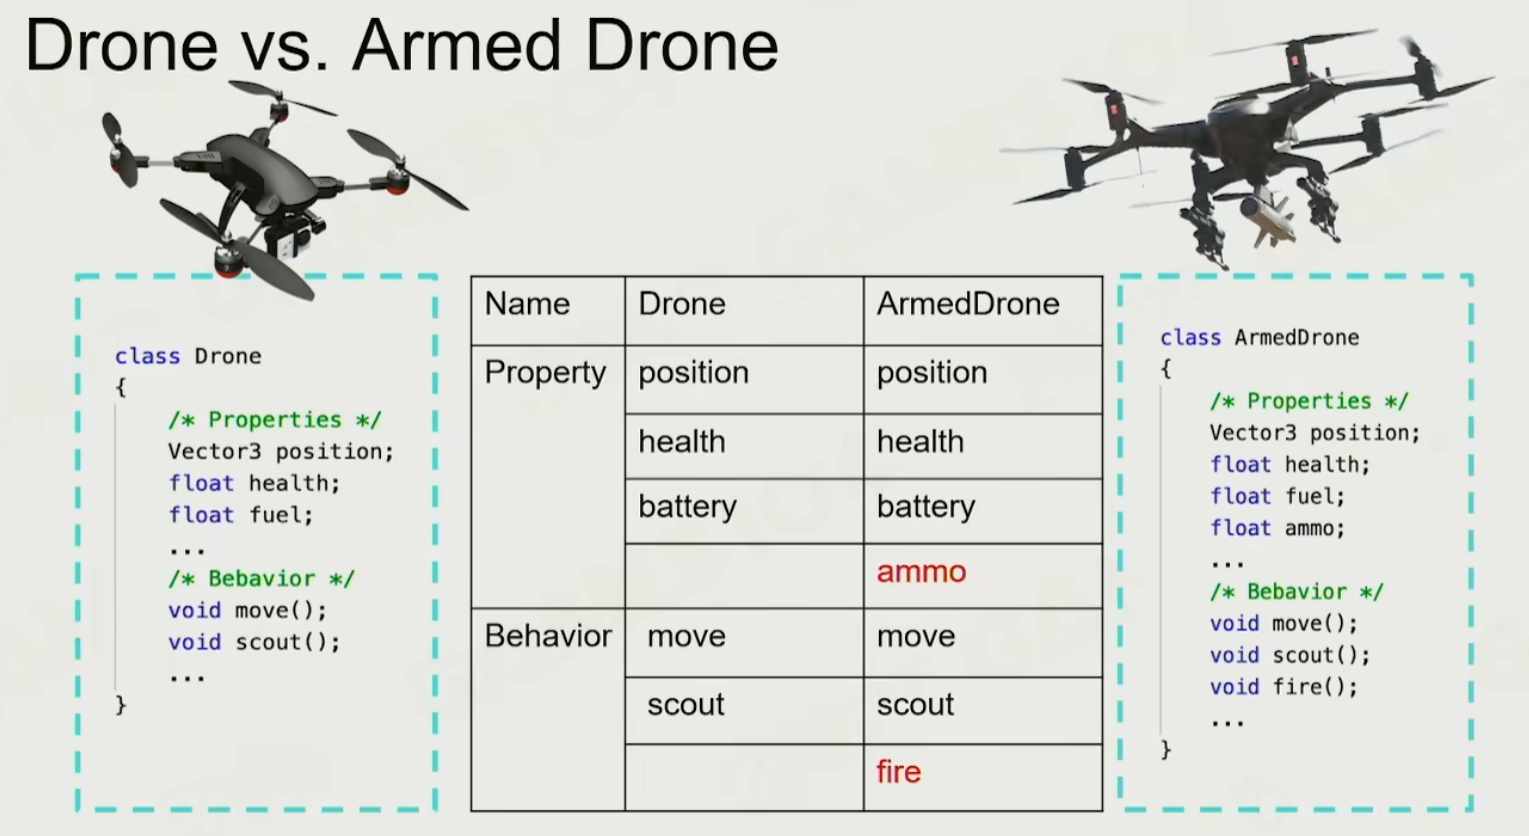 Drone vs. Armed Drone
class Drone
{
/* Properties */
Vector3 position;
float health;
float fuel;
...
/* Bebavior */
void move();
void scout();
...
}
Name Drone ArmedDrone
Property position position
health health
battery battery
ammo
Behavior move move
scout scout
fire
class ArmedDrone
{
/* Properties */
Vector3 position;
float health;
float fuel;
float ammo;
...
/* Bebavior */
void move();
void scout();
void fire();
...
}